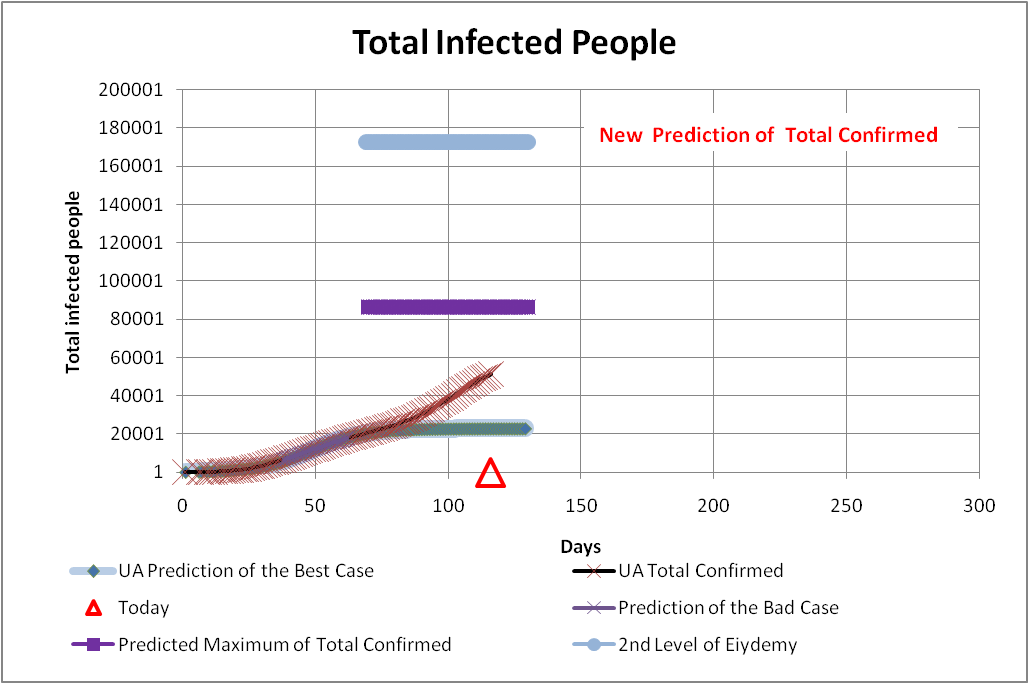 Total Infected People
200001
180001
160001
140001
120001
100001
80001
60001
40001
20001
1
Total infected people
New Prediction of Total Confirmed
0 50 100 150 200 250 300
Days
UA Prediction of the Best Case
UA Total Confirmed
Today
Prediction of the Bad Case
Predicted Maximum of Total Confirmed
2nd Level of Eiydemy